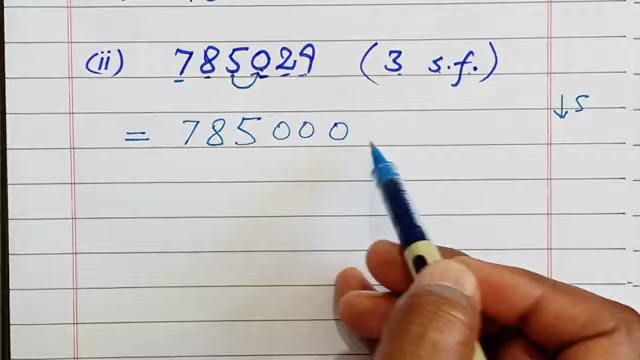 (ii) 785029 (3 s.f.)
↓5
= 785000